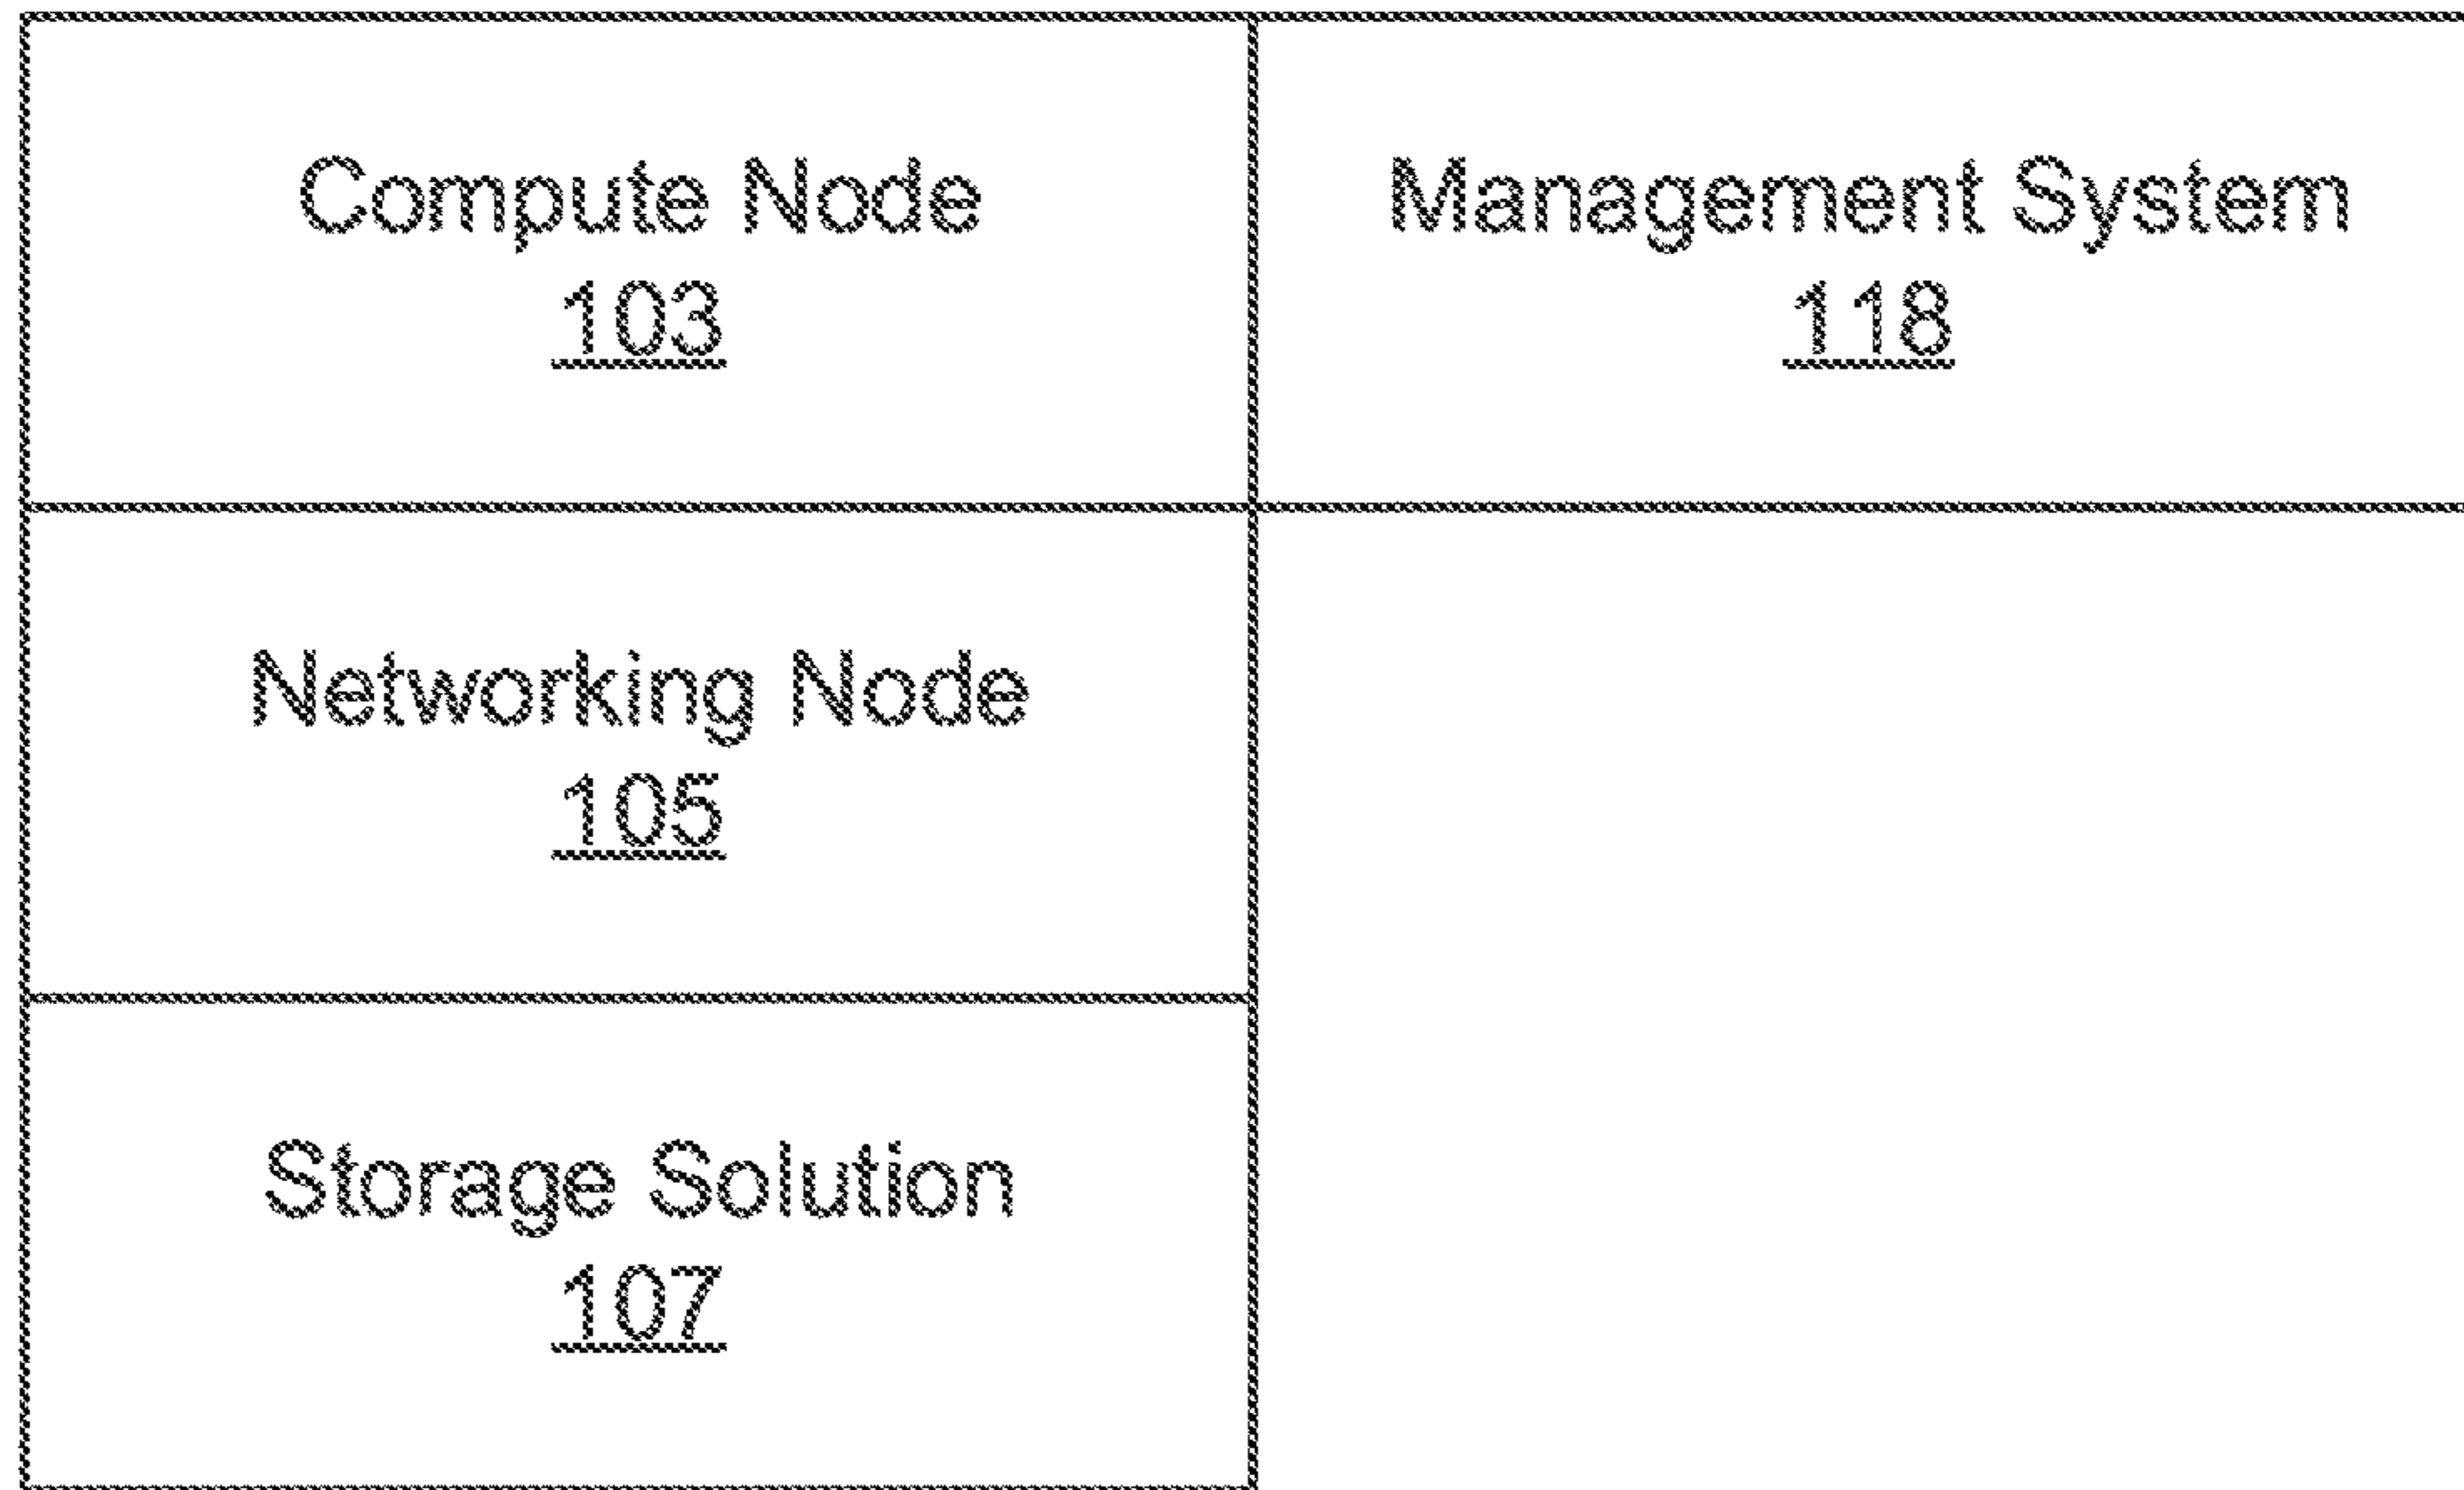 Compute Node
103
Management System
118
Networking Node
105
Storage Solution
107